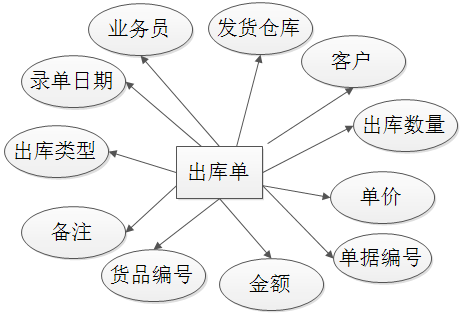 业务员
发货仓库
客户
录单日期
出库数量
出库类型
出库单
单价
备注
单据编号
货品编号
金额